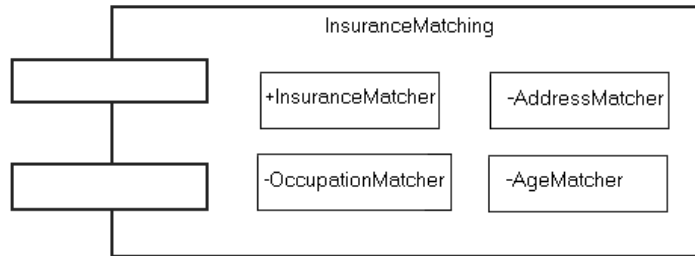 InsuranceMatching
+InsuranceMatcher
-AddressMatcher
-OccupationMatcher
-AgeMatcher